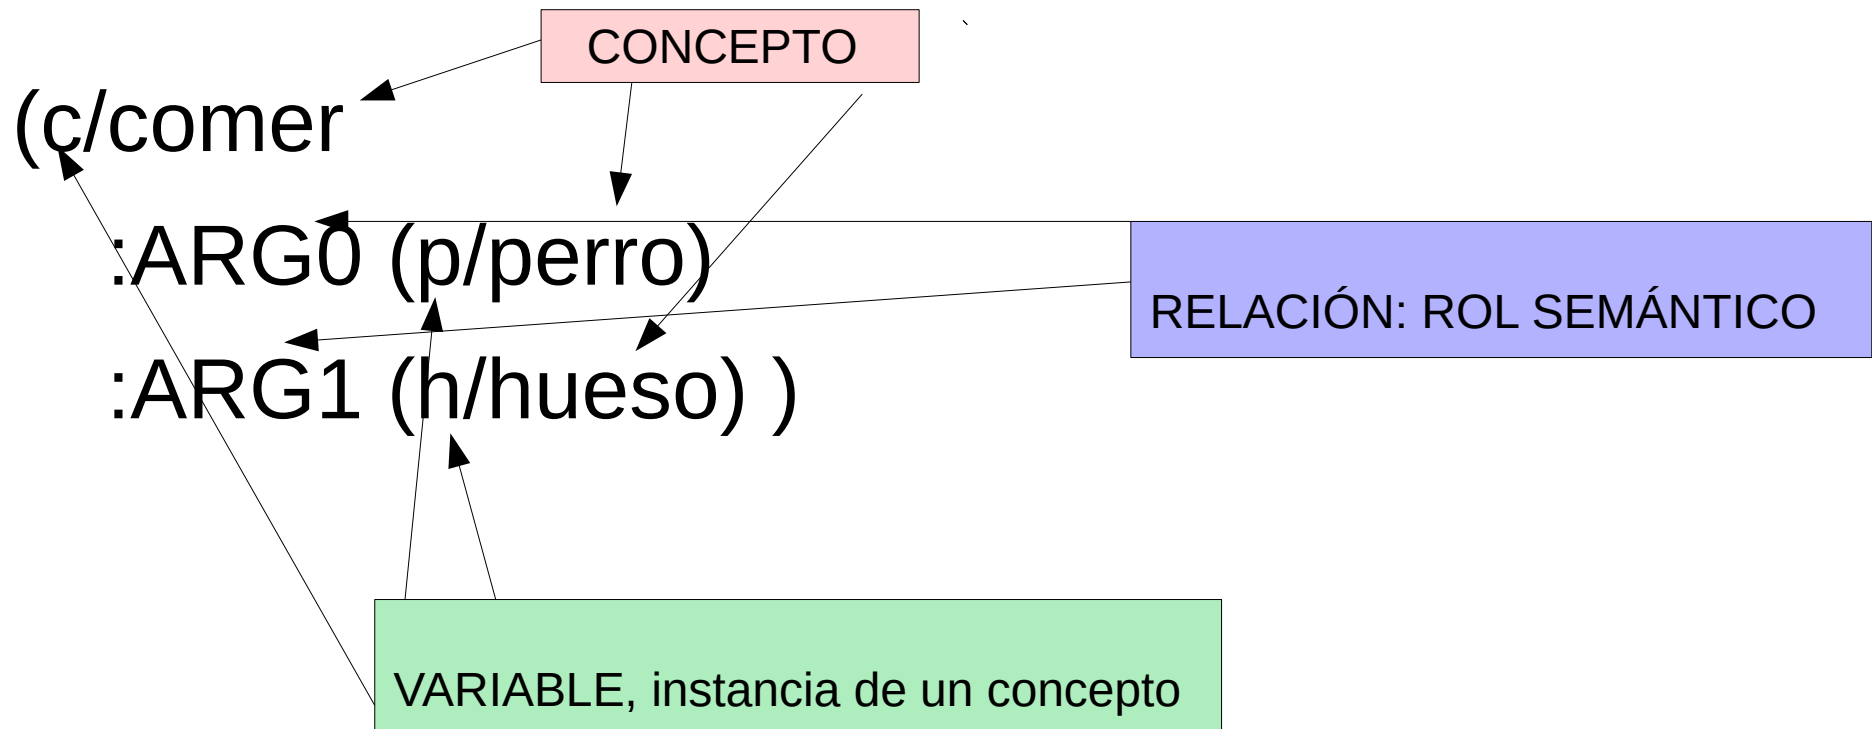 CONCEPTO
(c/comer
:ARG0 (p/perro)
:ARG1 (h/hueso) )
RELACIÓN: ROL SEMÁNTICO
VARIABLE, instancia de un concepto